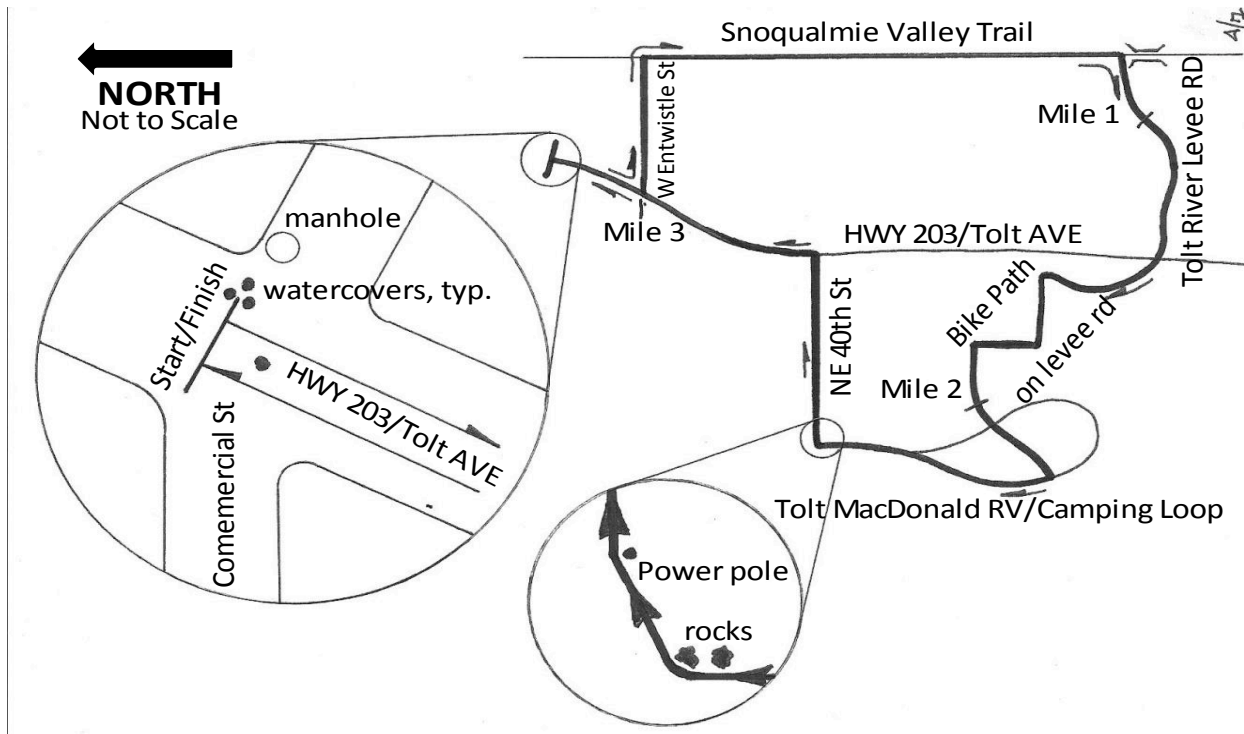 Snoqualmie Valley Trail
NORTH
Not to Scale
W Entwistle St
Mile 1
Tolt River Levee RD
manhole
Mile 3
HWY 203/Tolt AVE
watercovers, typ.
Start/Finish
Bike Path
on levee rd
NE 40th St
HWY 203/Tolt AVE
Mile 2
Comemercial St
Tolt MacDonald RV/Camping Loop
Power pole
rocks